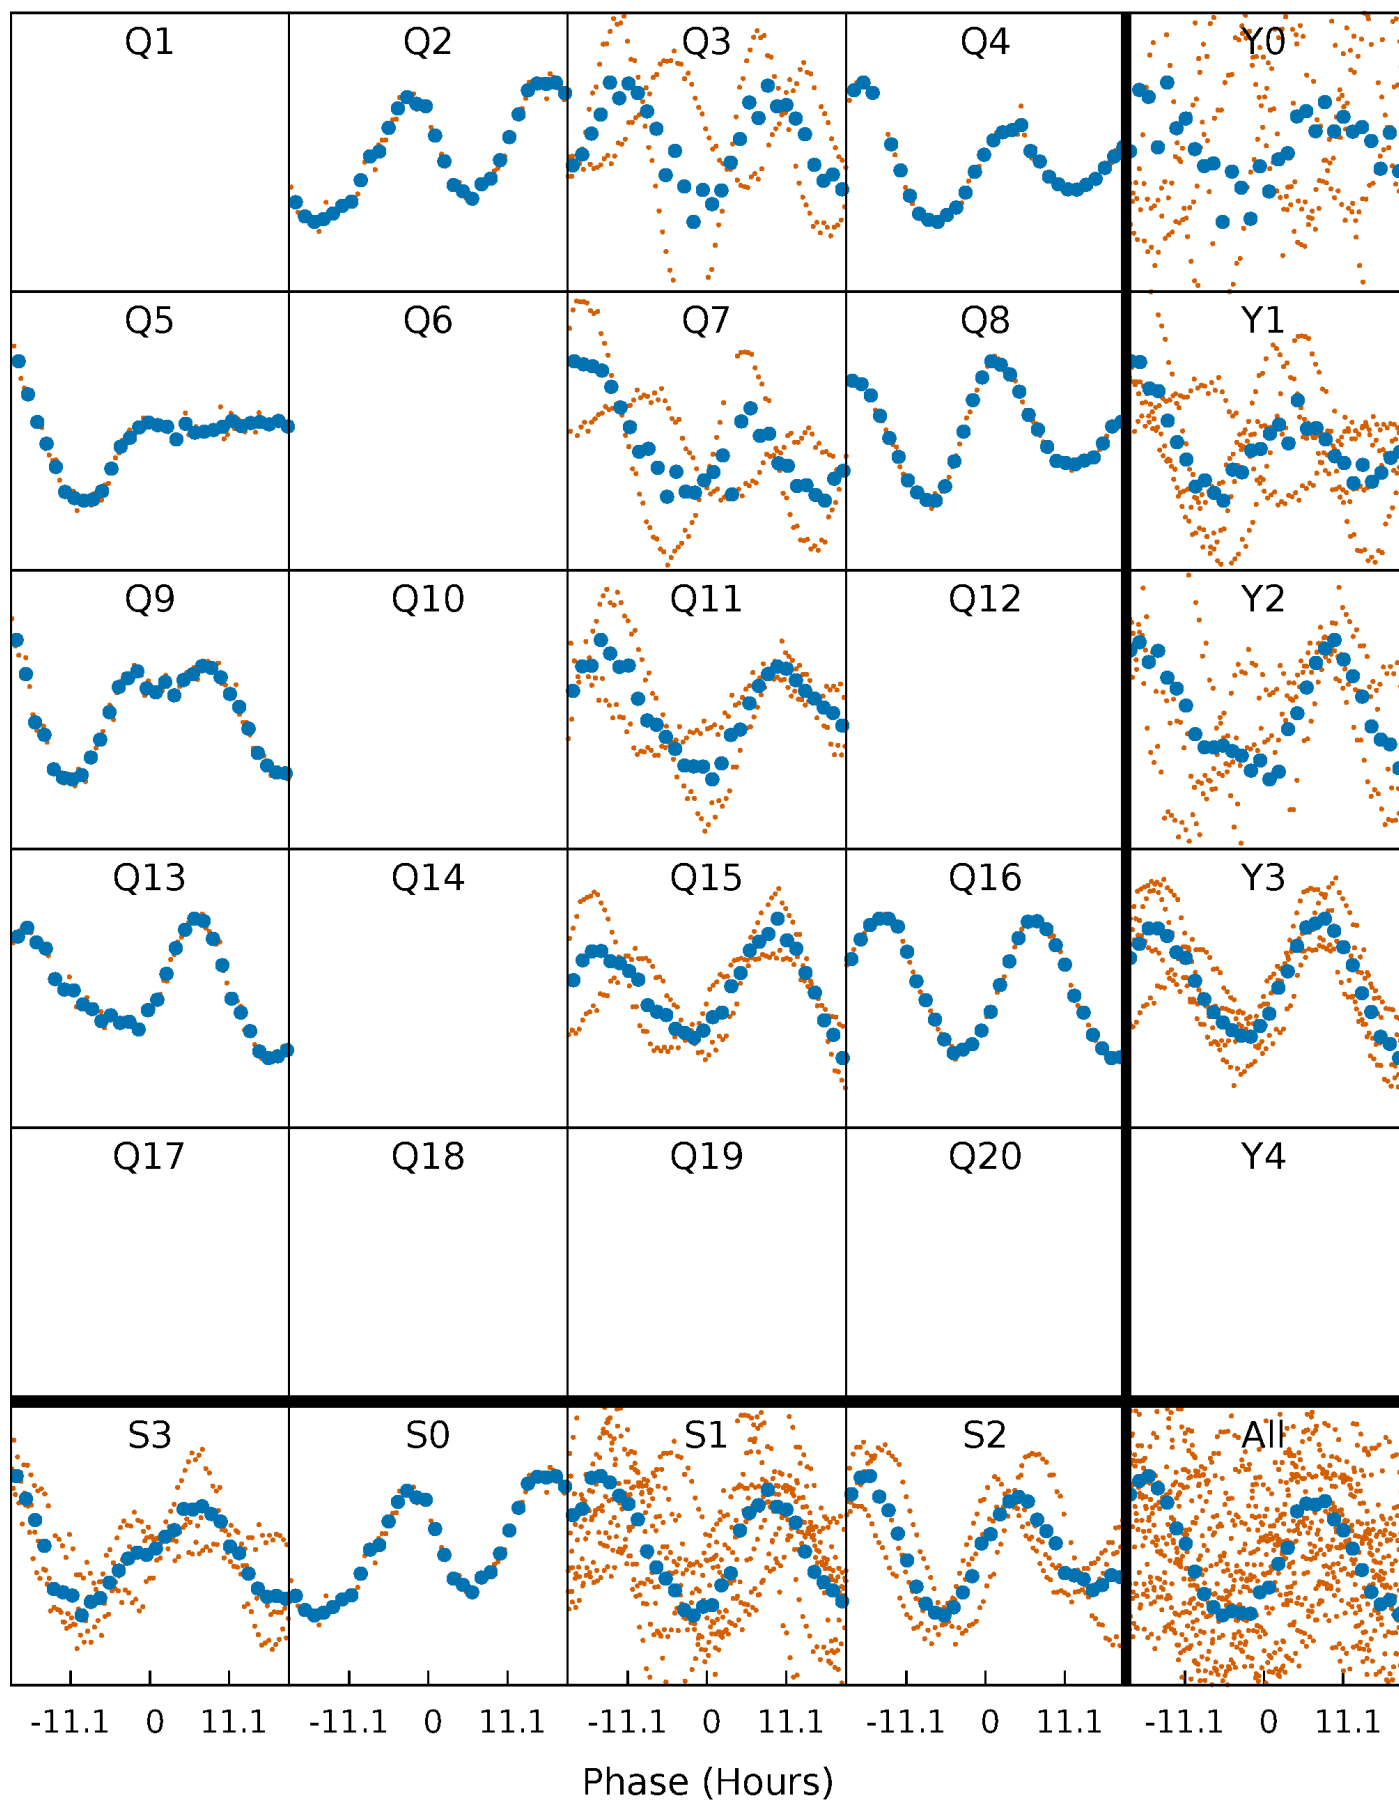 Q1 Q2 Q3 Q4 Y0
Q5 Q6 Q7 Q8 Y1
Q9 Q10 Q11 Q12 Y2
Q13 Q14 Q15 Q16 Y3
Q17 Q18 Q19 Q20 Y4
S3 S0 S1 S2 All
-11.1 0 11.1 -11.1 0 11.1 -11.1 0 11.1 -11.1 0 11.1 -11.1 0 11.1
Phase (Hours)